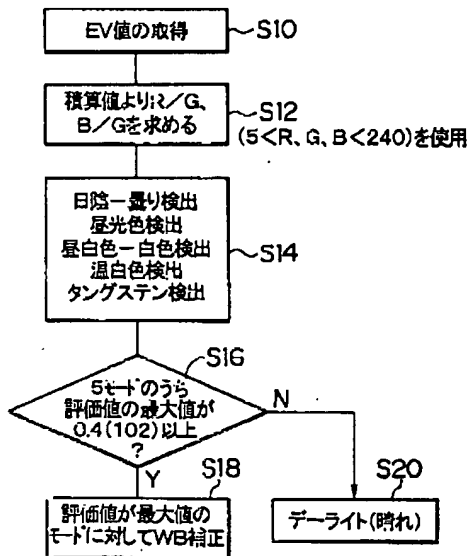 EV値の取得
S10
積算値よりR/G、
B/Gを求める
S12
(5<R、G、B<240)を使用
日陰ー曇り検出
昼光色検出
昼白色ー白色検出
温白色検出
タングステン検出
S14
S16
5モードのうち
評価値の最大値が
0.4(102)以上
?
N
Y
S18
評価値が最大値の
モードに対してWB補正
S20
デーライト(晴れ)